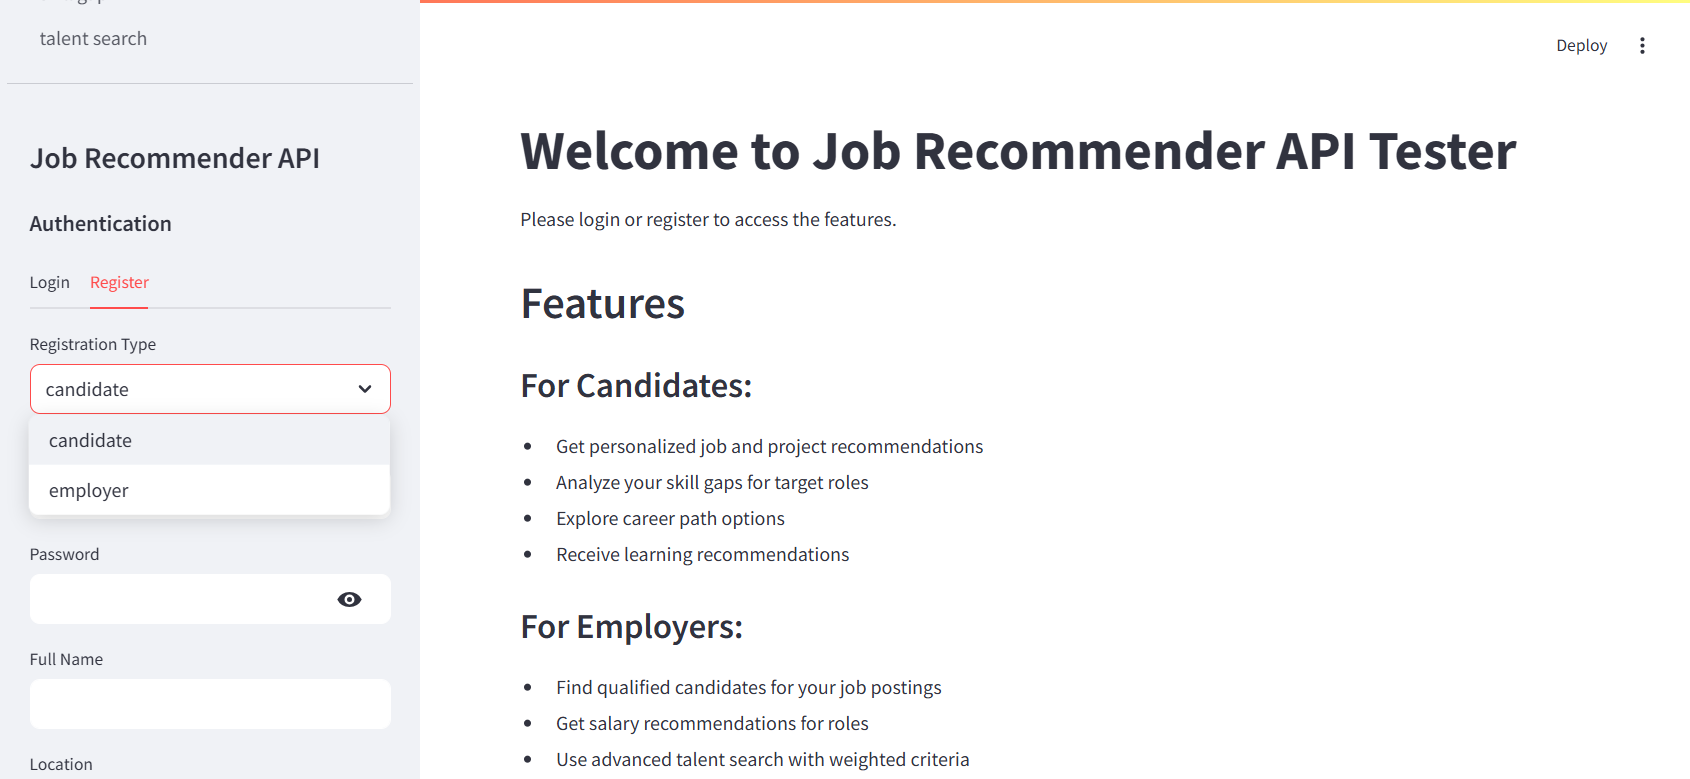 talent search
Job Recommender API
Authentication
Login Register
Registration Type
candidate
candidate
employer
Password
Full Name
Location
Deploy
Welcome to Job Recommender API Tester
Please login or register to access the features.
Features
For Candidates:
• Get personalized job and project recommendations
• Analyze your skill gaps for target roles
• Explore career path options
• Receive learning recommendations
For Employers:
• Find qualified candidates for your job postings
• Get salary recommendations for roles
• Use advanced talent search with weighted criteria